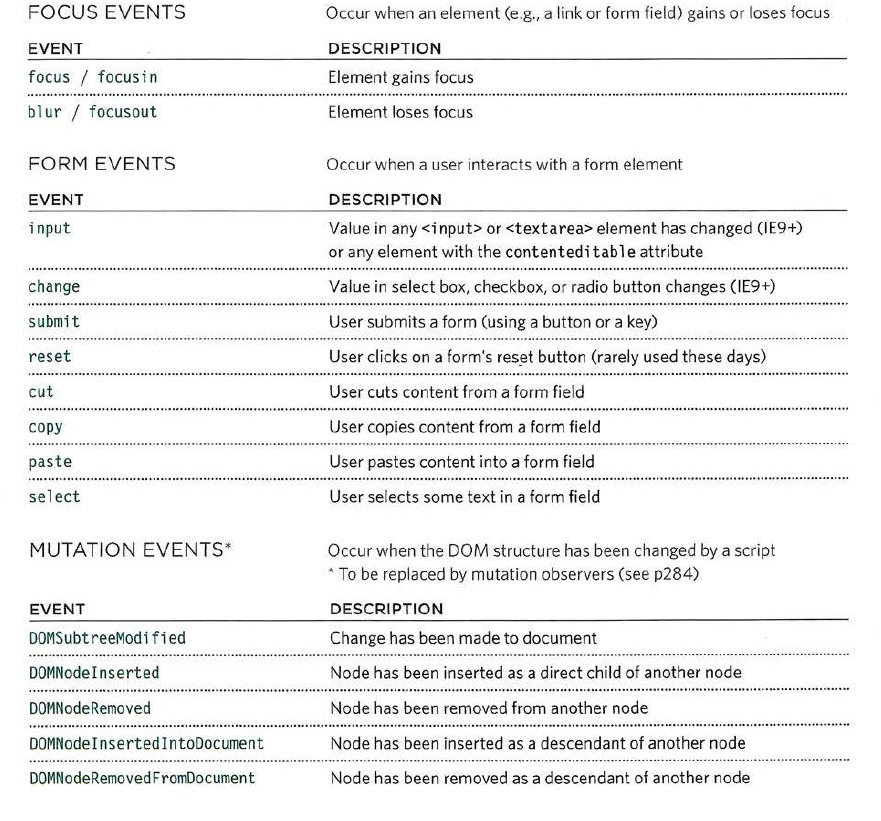 FOCUS EVENTS Occur when an element (e.g., a link or form field) gains or loses focus
EVENT DESCRIPTION
focus / focusin Element gains focus
blur / focusout Element loses focus
FORM EVENTS Occur when a user interacts with a form element
EVENT DESCRIPTION
input Value in any <input> or <textarea> element has changed (IE9+)
or any element with the contenteditable attribute
change Value in select box, checkbox, or radio button changes (IE9+)
submit User submits a form (using a button or a key)
reset User clicks on a form's reset button (rarely used these days)
cut User cuts content from a form field
copy User copies content from a form field
paste User pastes content into a form field
select User selects some text in a form field
MUTATION EVENTS* Occur when the DOM structure has been changed by a script
* To be replaced by mutation observers (see p284)
EVENT DESCRIPTION
DOMSubtreeModified Change has been made to document
DOMNodeInserted Node has been inserted as a direct child of another node
DOMNodeRemoved Node has been removed from another node
DOMNodeInsertedIntoDocument Node has been inserted as a descendant of another node
DOMNodeRemovedFromDocument Node has been removed as a descendant of another node